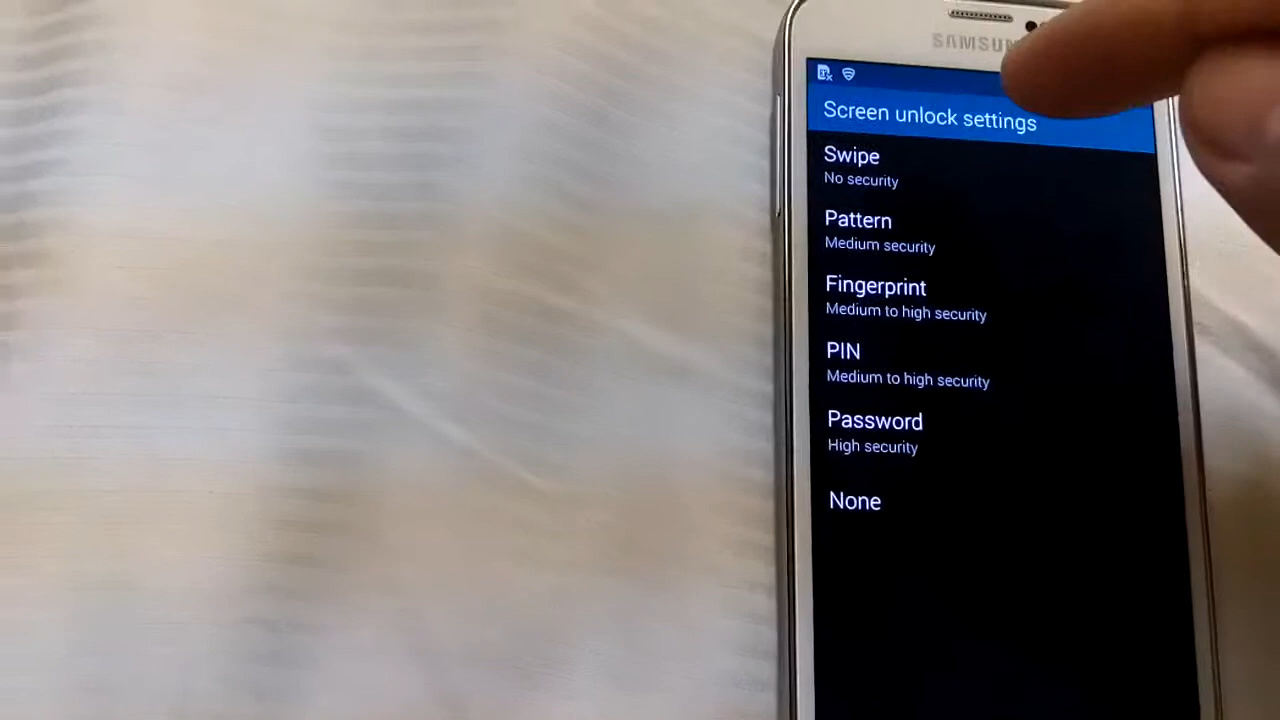 Screen unlock settings
Swipe
No security
Pattern
Medium security
Fingerprint
Medium to high security
PIN
Medium to high security
Password
High security
None